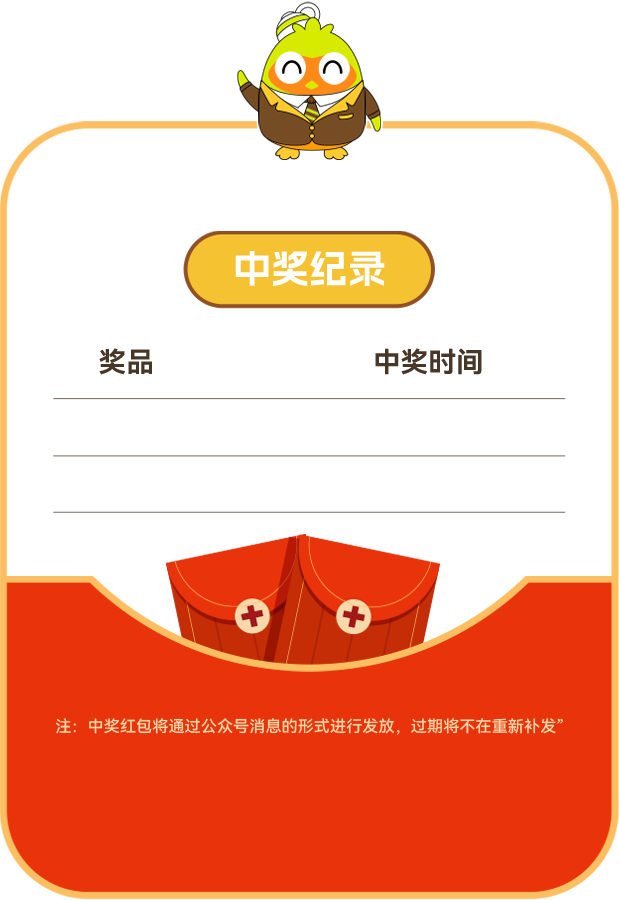 中奖纪录
奖品 中奖时间
注：中奖红包将通过公众号消息的形式进行发放，过期将不在重新补发”